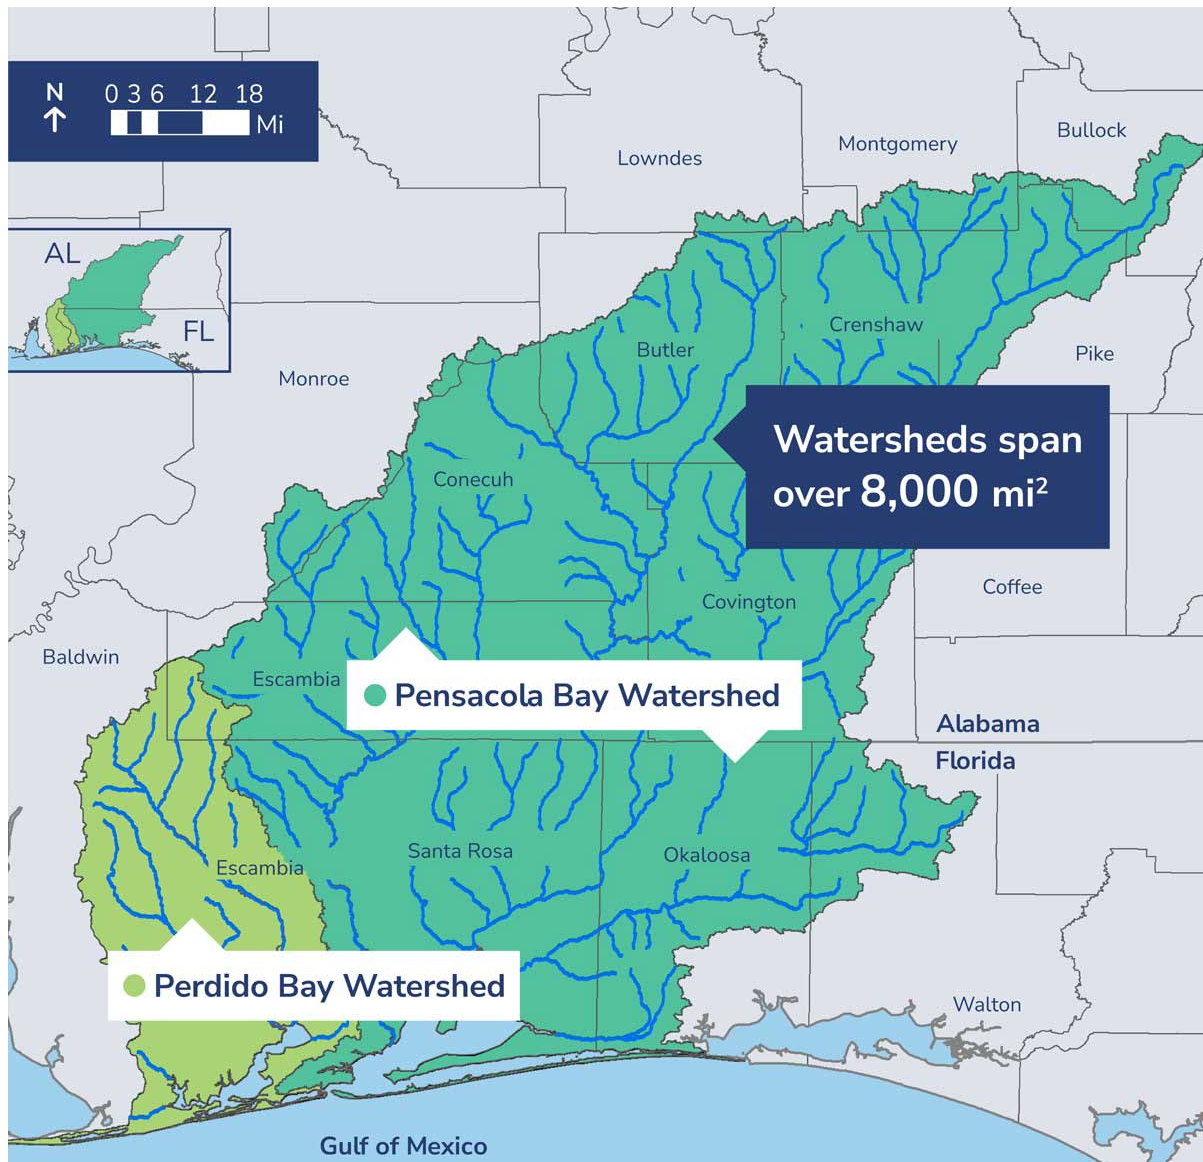 N
0 3 6 12 18
Mi
Bullock
Montgomery
Lowndes
AL
FL
Crenshaw
Butler
Pike
Monroe
Watersheds span
over 8,000 mi²
Conecuh
Coffee
Covington
Baldwin
Escambia
Pensacola Bay Watershed
Alabama
Florida
Santa Rosa
Okaloosa
Escambia
Perdido Bay Watershed
Walton
Gulf of Mexico